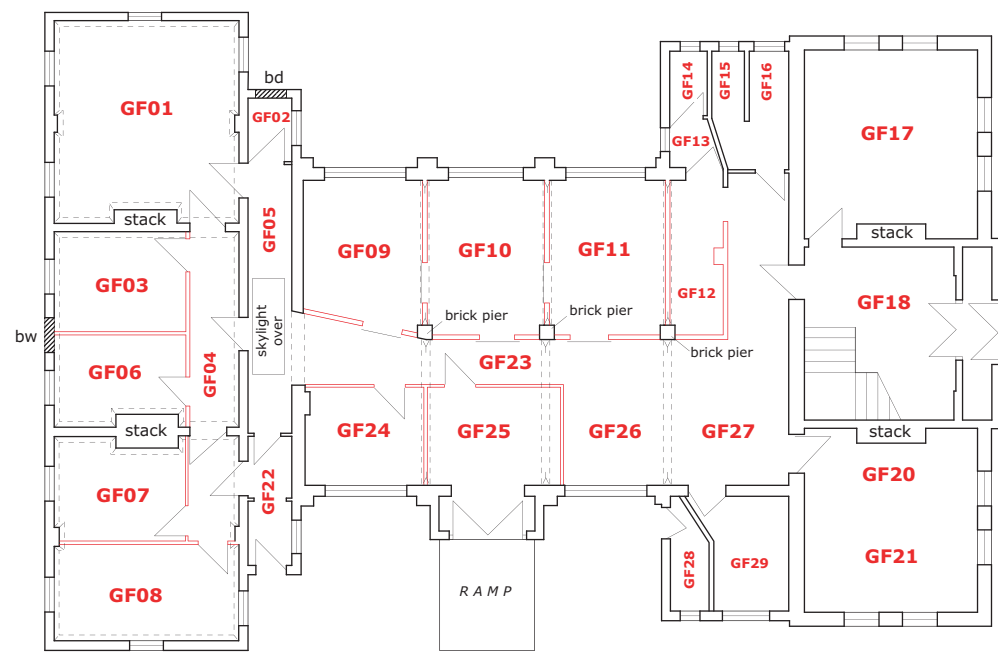 bd
GF01
GF02
GF14
GF15
GF16
GF13
GF17
stack
GF05
stack
GF03
GF09
GF10
GF11
GF12
GF18
bw
skylight
over
brick pier
brick pier
brick pier
GF06
GF04
GF23
stack
GF24
GF25
GF26
GF27
stack
GF07
GF22
GF20
GF08
GF28
GF29
GF21
RAMP